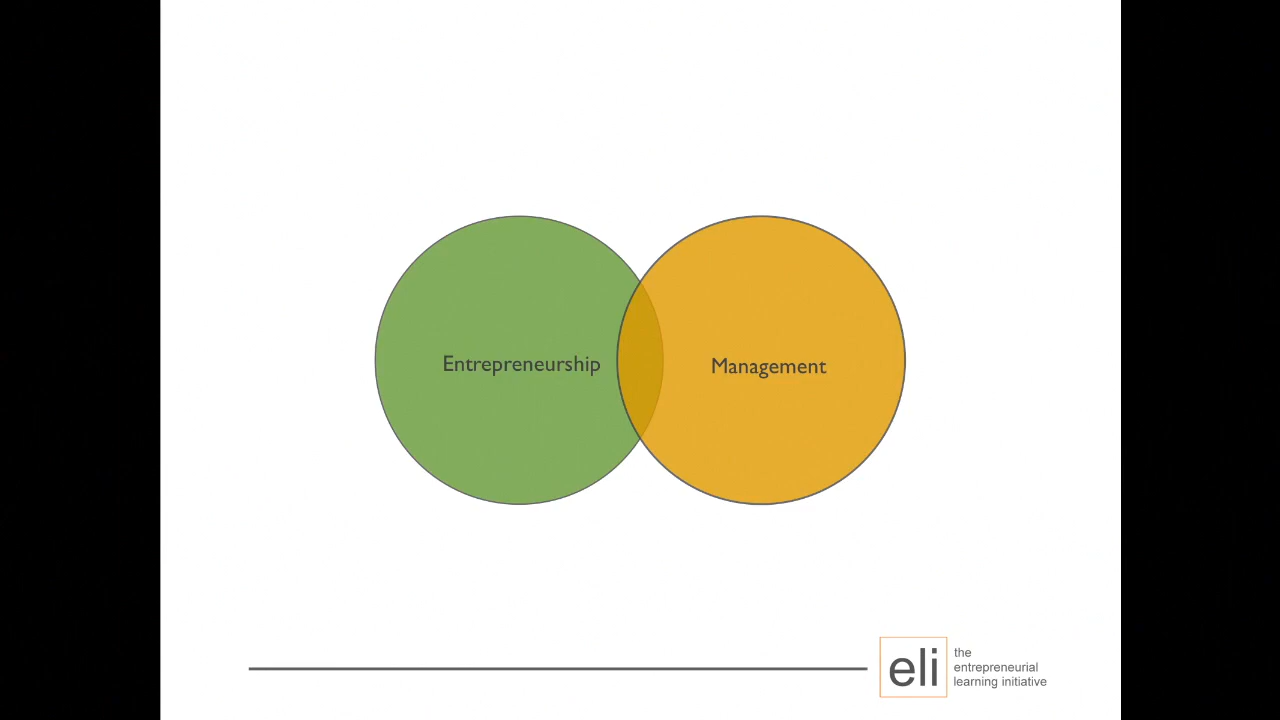 Entrepreneurship
Management
eli
the
entrepreneurial
learning initiative